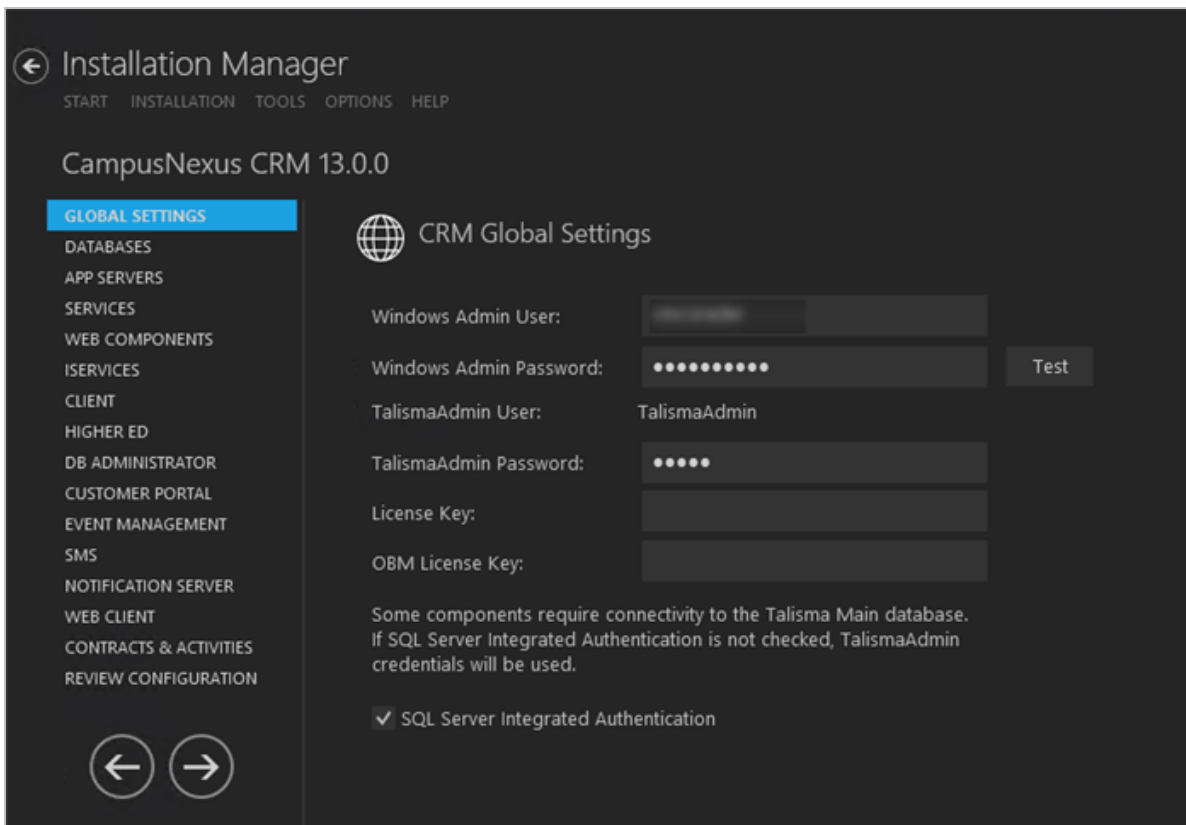 Installation Manager
START INSTALLATION TOOLS OPTIONS HELP
CampusNexus CRM 13.0.0
GLOBAL SETTINGS
DATABASES
APP SERVERS
SERVICES
WEB COMPONENTS
ISERVICES
CLIENT
HIGHER ED
DB ADMINISTRATOR
CUSTOMER PORTAL
EVENT MANAGEMENT
SMS
NOTIFICATION SERVER
WEB CLIENT
CONTRACTS & ACTIVITIES
REVIEW CONFIGURATION
CRM Global Settings
Windows Admin User:
Windows Admin Password: ●●●●●●●●●● Test
TalismaAdmin User: TalismaAdmin
TalismaAdmin Password: ●●●●●
License Key:
OBM License Key:
Some components require connectivity to the Talisma Main database.
If SQL Server Integrated Authentication is not checked, TalismaAdmin
credentials will be used.
SQL Server Integrated Authentication